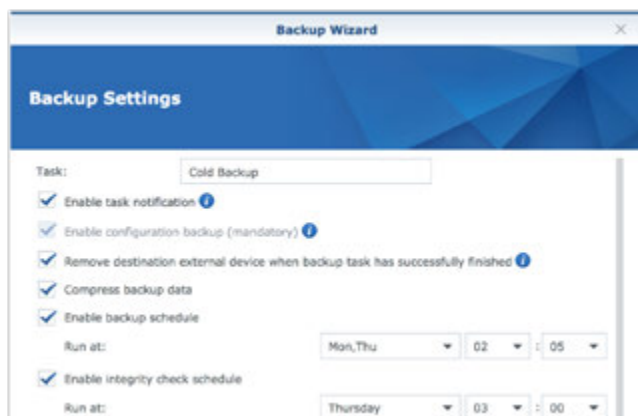 Backup Wizard
Backup Settings
Task: Cold Backup
Enable task notification
Enable configuration backup (mandatory)
Remove destination external device when backup task has successfully finished
Compress backup data
Enable backup schedule
Run at: Mon,Thu 02 : 05
Enable integrity check schedule
Run at: Thursday 03 : 00